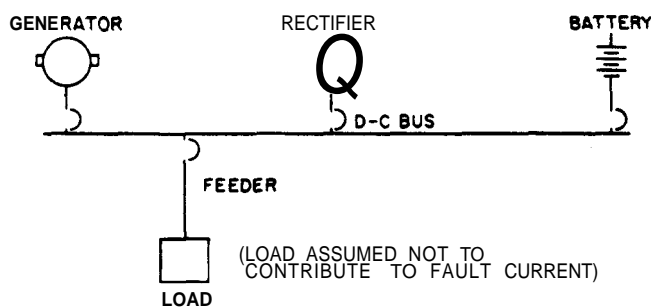 GENERATOR
RECTIFIER
BATTERY
Q
D-C BUS
FEEDER
(LOAD ASSUMED NOT TO
CONTRIBUTE TO FAULT CURRENT)
LOAD